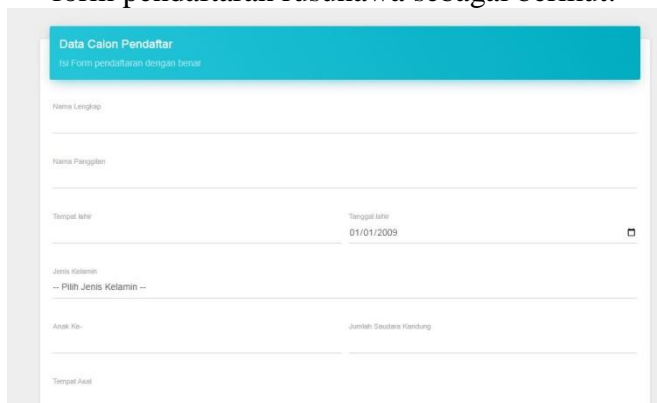 form pendaftaran rusunawa sebagai berikut:
Data Calon Pendaftar
Isi Form pendaftaran dengan benar
Nama Lengkap
Nama Panggilan
Tempat lahir
Tanggal lahir
01/01/2009
Jenis Kelamin
-- Pilih Jenis Kelamin --
Anak Ke-
Jumlah Saudara Kandung
Tempat Asal